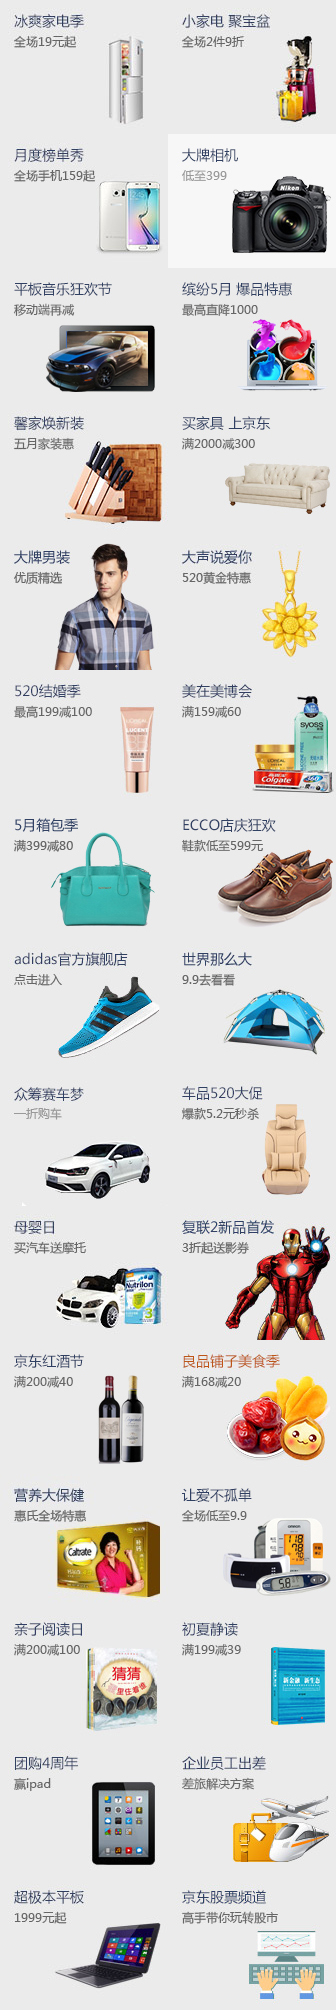 冰爽家电季
全场19元起
小家电 聚宝盆
全场2件9折
月度榜单秀
全场手机159起
大牌相机
低至399
Nikon
平板音乐狂欢节
移动端再减
缤纷5月 爆品特惠
最高直降1000
馨家焕新装
五月家装惠
买家具 上京东
满2000减300
大牌男装
优质精选
大声说爱你
520黄金特惠
520结婚季
最高199减100
LUCENT
美在美博会
满159减60
syoss
Colgate
360°
5月箱包季
满399减80
ECCO店庆狂欢
鞋款低至599元
adidas官方旗舰店
点击进入
世界那么大
9.9去看看
众筹赛车梦
一折购车
车品520大促
爆款5.2元秒杀
母婴日
买汽车送摩托
Nutrilon
3
复联2新品首发
3折起送影券
京东红酒节
满200减40
良品铺子美食季
满168减20
营养大保健
惠氏全场特惠
Caltrate
让爱不孤单
全场低至9.9
118
78
70
5.8
亲子阅读日
满200减100
猜猜
里住着谁
初夏静读
满199减39
新金融 新生态
团购4周年
赢ipad
企业员工出差
差旅解决方案
超极本平板
1999元起
京东股票频道
高手带你玩转股市